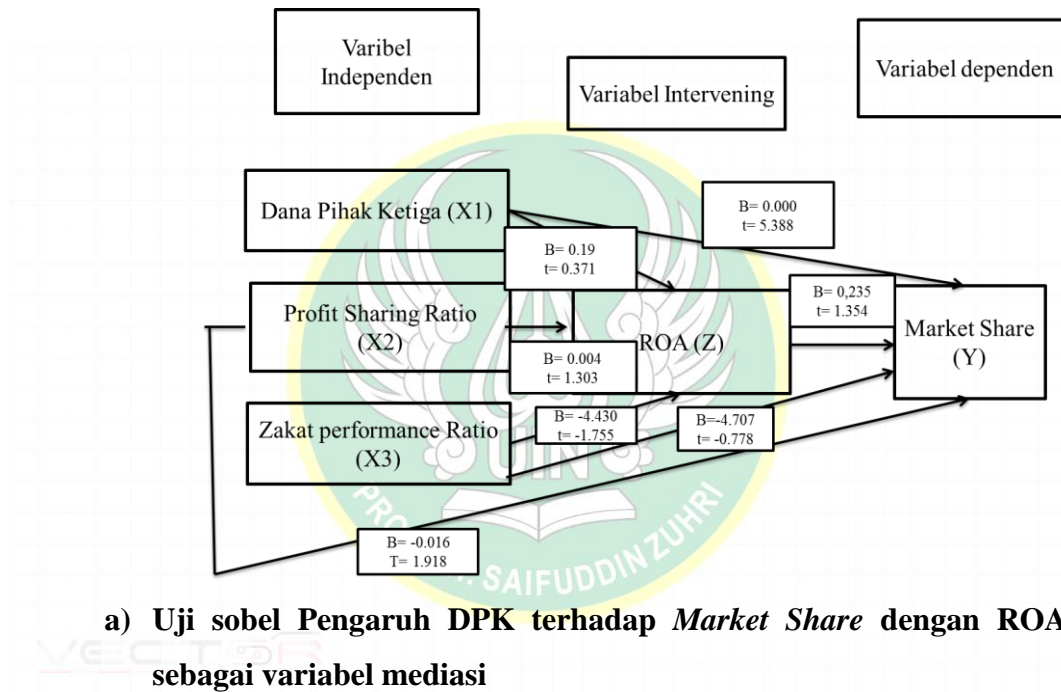 Varibel
Independen
Variabel Intervening
Variabel dependen
Dana Pihak Ketiga (X1)
B= 0.000
t= 5.388
B= 0.19
t= 0.371
Profit Sharing Ratio
(X2)
B= 0,235
t= 1.354
ROA (Z)
Market Share
(Y)
B= 0.004
t= 1.303
Zakat performance Ratio
(X3)
B= -4.430
t= -1.755
B=-4.707
t= -0.778
B= -0.016
T= 1.918
UIN
SAIFUDDIN ZUHRI
a) Uji sobel Pengaruh DPK terhadap Market Share dengan ROA
sebagai variabel mediasi